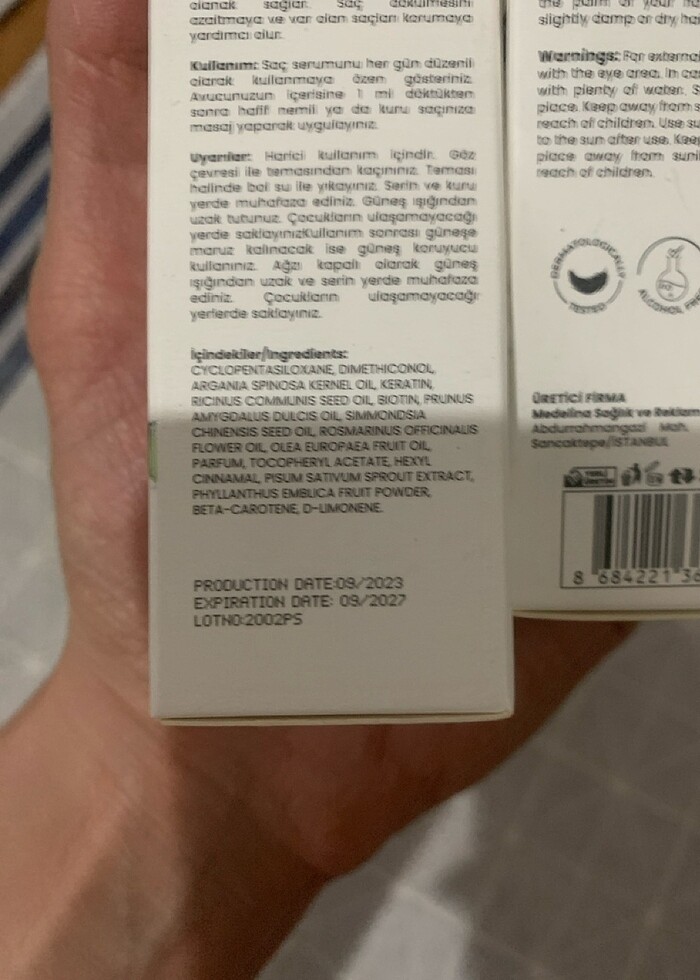 olanak sağlar. Saç dökülmesini
azaltmaya ve var olan saçları korumaya
yardımcı olur.
Kullanım: Saç serumunu her gün düzenli
olarak kullanmaya özen gösteriniz.
Avucunuzun içerisine 1 ml döktükten
sonra hafif nemli ya da kuru saçınıza
masaj yaparak uygulayınız.
Uyarılar: Harici kullanım içindir. Göz
çevresi ile temasından kaçınınız. Teması
halinde bol su ile yıkayınız. Serin ve kuru
yerde muhafaza ediniz. Güneş ışığından
uzak tutunuz. Çocukların ulaşamayacağı
yerde saklayınızKullanım sonrası güneşe
maruz kalınacak ise güneş koruyucu
kullanınız. Ağzı kapalı olarak güneş
ışığından uzak ve serin yerde muhafaza
ediniz. Çocukların ulaşamayacağı
yerlerde saklayınız.
İçindekiler/Ingredients:
CYCLOPENTASILOXANE, DIMETHICONOL,
ARGANIA SPINOSA KERNEL OIL, KERATIN,
RICINUS COMMUNIS SEED OIL, BIOTIN, PRUNUS
AMYGDALUS DULCIS OIL, SIMMONDSIA
CHINENSIS SEED OIL, ROSMARINUS OFFICINALIS
FLOWER OIL, OLEA EUROPAEA FRUIT OIL,
PARFUM, TOCOPHERYL ACETATE, HEXYL
CINNAMAL, PISUM SATIVUM SPROUT EXTRACT,
PHYLLANTHUS EMBLICA FRUIT POWDER,
BETA-CAROTENE, D-LIMONENE.
PRODUCTION DATE:09/2023
EXPIRATION DATE: 09/2027
LOTNO:2002PS
the palm of your
slightly damp or dry
Warnings: For
with the eye area. In
with plenty of water.
place. Keep away from
reach of children. Use
to the sun after use.
place away from
reach of children.
DERMATOLOGICALLY
TESTED
ALCOHOL
ÜRETİCİ FİRMA
Medelina Sağlık ve Reklam
Abdurrahmangazi Mah.
Sancaktepe/İSTANBUL
8 684221 36